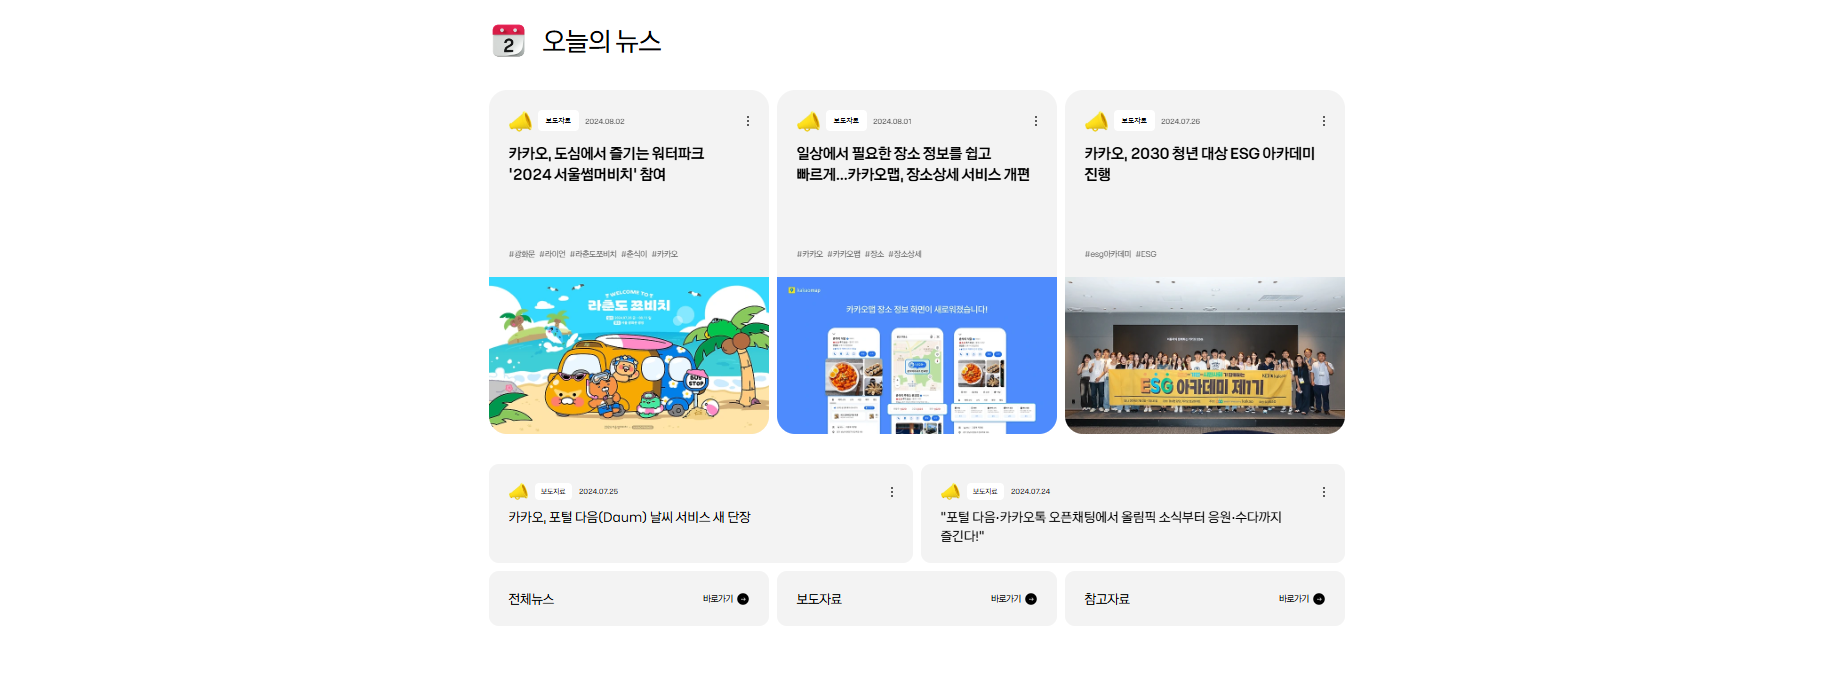 2
오늘의 뉴스
보도자료 2024.08.02
카카오, 도심에서 즐기는 워터파크
'2024 서울썸머비치' 참여
#광화문 #라이언 #라춘도쪼비치 #춘식이 #카카오
WELCOME TO
라춘도 쪼비치
BUS
STOP
보도자료 2024.08.01
일상에서 필요한 장소 정보를 쉽고
빠르게...카카오맵, 장소상세 서비스 개편
#카카오 #카카오맵 #장소 #장소상세
kakaomap
카카오맵 장소 정보 화면이 새로워졌습니다!
보도자료 2024.07.26
카카오, 2030 청년 대상 ESG 아카데미
진행
#esg아카데미 #ESG
ESG 아카데미 제1기
보도자료 2024.07.25
카카오, 포털 다음(Daum) 날씨 서비스 새 단장
보도자료 2024.07.24
"포털 다음·카카오톡 오픈채팅에서 올림픽 소식부터 응원·수다까지
즐긴다!"
전체뉴스 바로가기
보도자료 바로가기
참고자료 바로가기